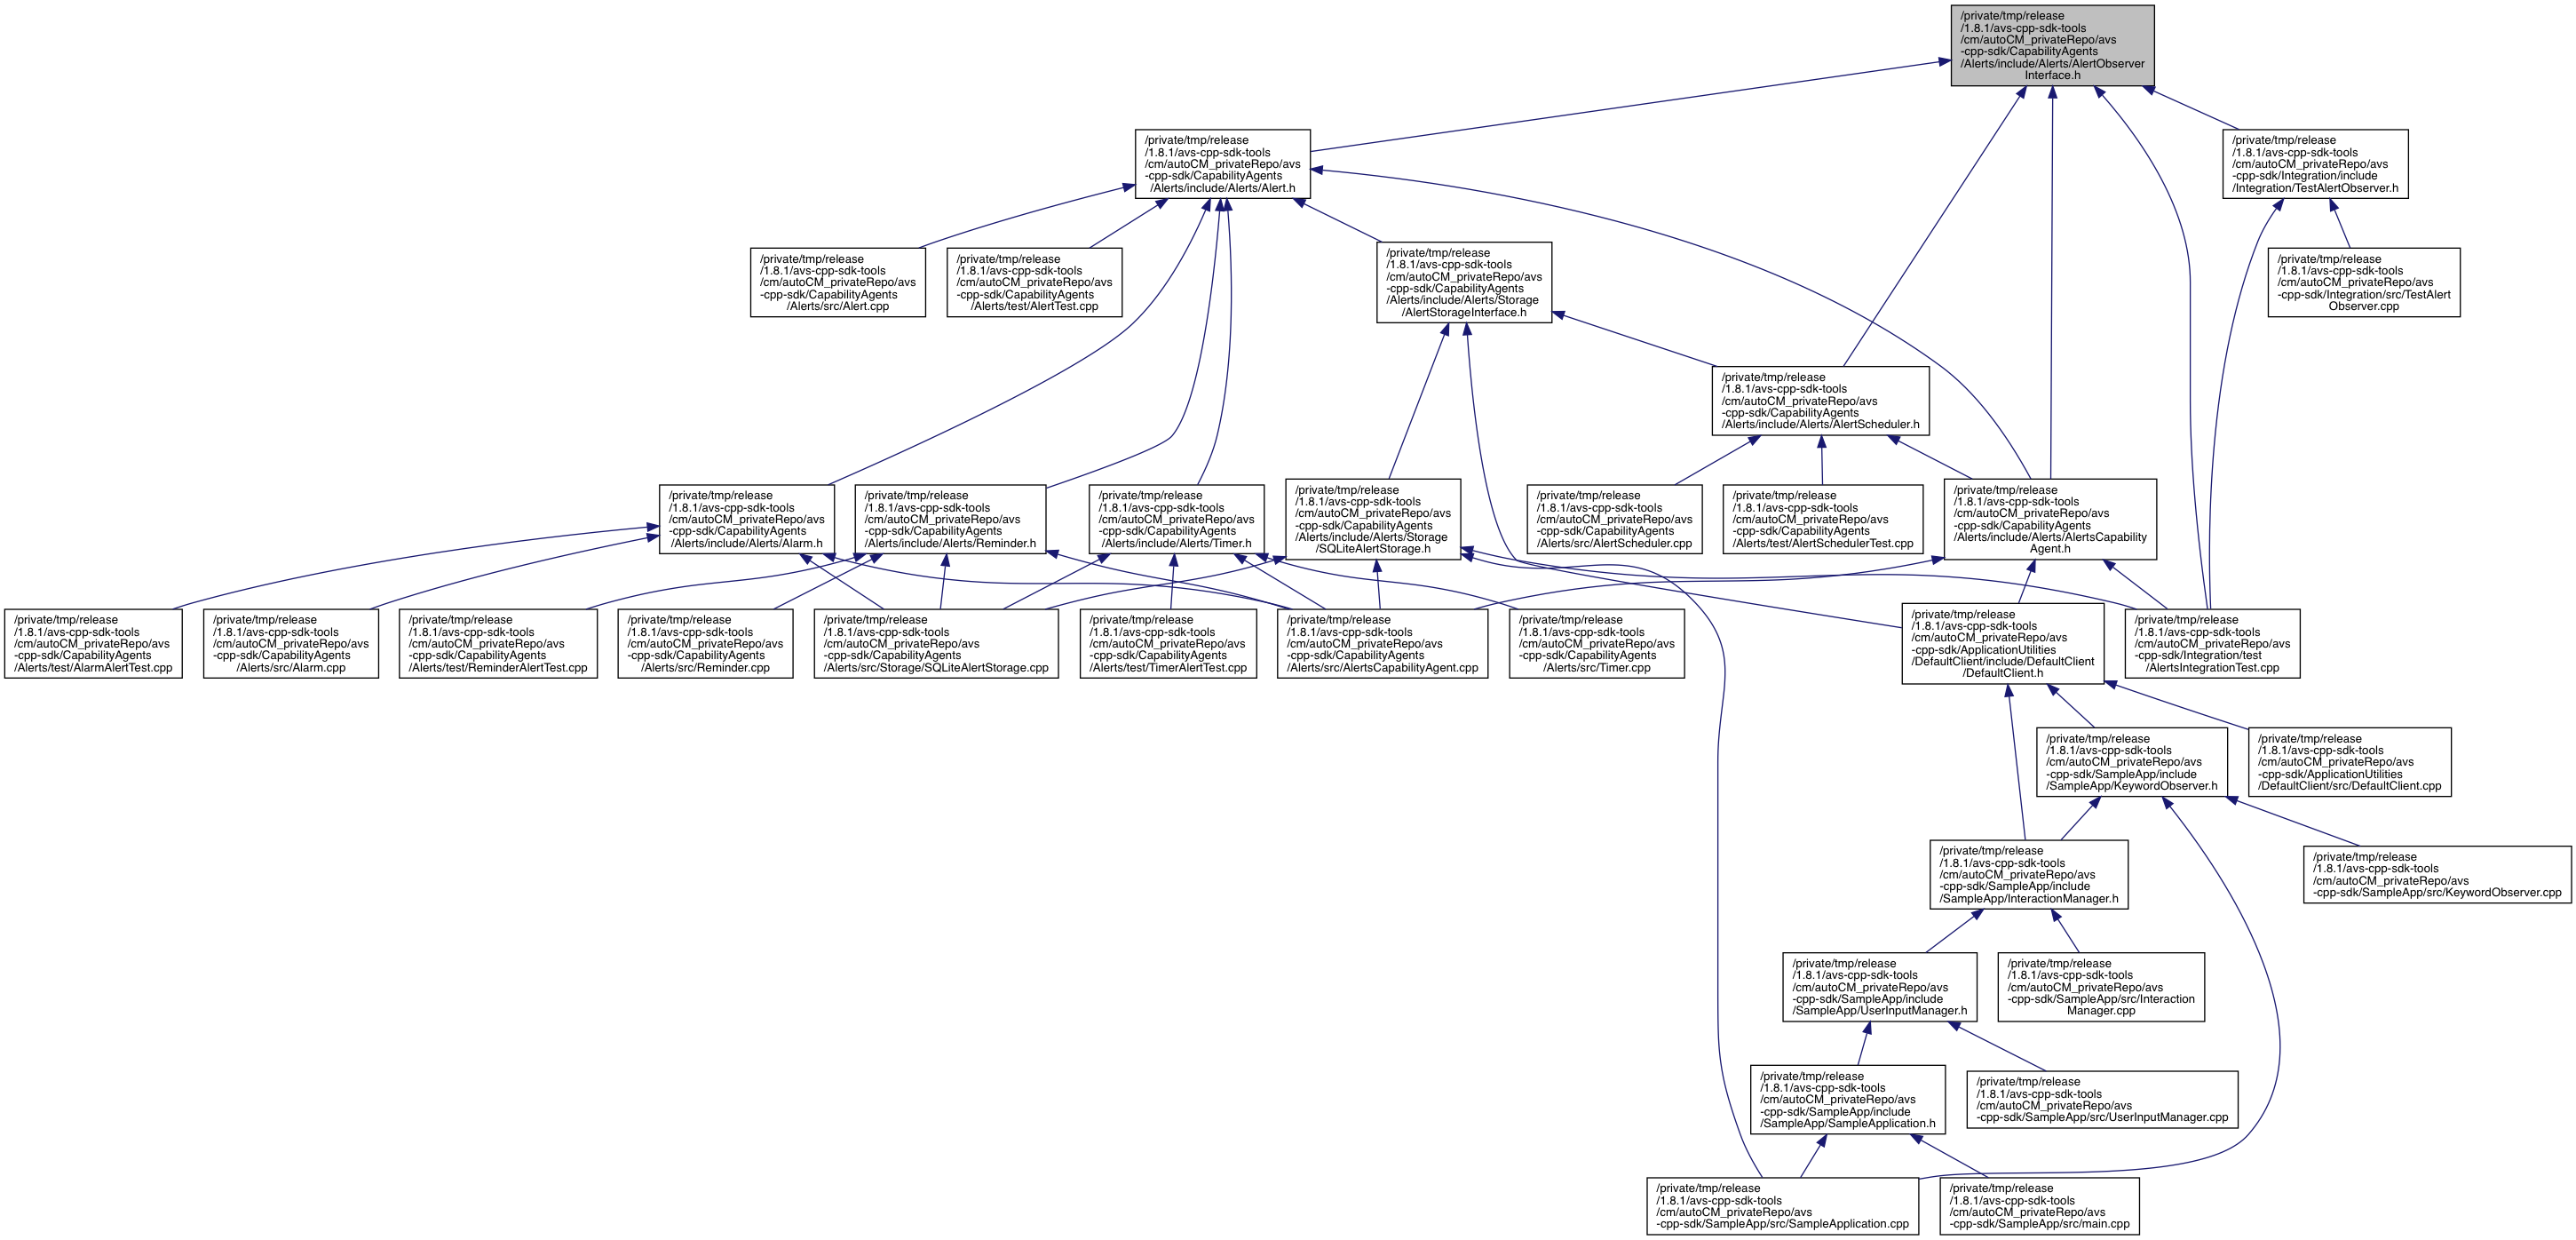 /private/tmp/release
/1.8.1/avs-cpp-sdk-tools
/cm/autoCM_privateRepo/avs
-cpp-sdk/CapabilityAgents
/Alerts/include/Alerts/AlertObserver
Interface.h
/private/tmp/release
/1.8.1/avs-cpp-sdk-tools
/cm/autoCM_privateRepo/avs
-cpp-sdk/CapabilityAgents
/Alerts/include/Alerts/Alert.h
/private/tmp/release
/1.8.1/avs-cpp-sdk-tools
/cm/autoCM_privateRepo/avs
-cpp-sdk/Integration/include
/Integration/TestAlertObserver.h
/private/tmp/release
/1.8.1/avs-cpp-sdk-tools
/cm/autoCM_privateRepo/avs
-cpp-sdk/CapabilityAgents
/Alerts/src/Alert.cpp
/private/tmp/release
/1.8.1/avs-cpp-sdk-tools
/cm/autoCM_privateRepo/avs
-cpp-sdk/CapabilityAgents
/Alerts/test/AlertTest.cpp
/private/tmp/release
/1.8.1/avs-cpp-sdk-tools
/cm/autoCM_privateRepo/avs
-cpp-sdk/CapabilityAgents
/Alerts/include/Alerts/Storage
/AlertStorageInterface.h
/private/tmp/release
/1.8.1/avs-cpp-sdk-tools
/cm/autoCM_privateRepo/avs
-cpp-sdk/Integration/src/TestAlert
Observer.cpp
/private/tmp/release
/1.8.1/avs-cpp-sdk-tools
/cm/autoCM_privateRepo/avs
-cpp-sdk/CapabilityAgents
/Alerts/include/Alerts/AlertScheduler.h
/private/tmp/release
/1.8.1/avs-cpp-sdk-tools
/cm/autoCM_privateRepo/avs
-cpp-sdk/CapabilityAgents
/Alerts/include/Alerts/Alarm.h
/private/tmp/release
/1.8.1/avs-cpp-sdk-tools
/cm/autoCM_privateRepo/avs
-cpp-sdk/CapabilityAgents
/Alerts/include/Alerts/Reminder.h
/private/tmp/release
/1.8.1/avs-cpp-sdk-tools
/cm/autoCM_privateRepo/avs
-cpp-sdk/CapabilityAgents
/Alerts/include/Alerts/Timer.h
/private/tmp/release
/1.8.1/avs-cpp-sdk-tools
/cm/autoCM_privateRepo/avs
-cpp-sdk/CapabilityAgents
/Alerts/include/Alerts/Storage
/SQLiteAlertStorage.h
/private/tmp/release
/1.8.1/avs-cpp-sdk-tools
/cm/autoCM_privateRepo/avs
-cpp-sdk/CapabilityAgents
/Alerts/src/AlertScheduler.cpp
/private/tmp/release
/1.8.1/avs-cpp-sdk-tools
/cm/autoCM_privateRepo/avs
-cpp-sdk/CapabilityAgents
/Alerts/test/AlertSchedulerTest.cpp
/private/tmp/release
/1.8.1/avs-cpp-sdk-tools
/cm/autoCM_privateRepo/avs
-cpp-sdk/CapabilityAgents
/Alerts/include/Alerts/AlertsCapability
Agent.h
/private/tmp/release
/1.8.1/avs-cpp-sdk-tools
/cm/autoCM_privateRepo/avs
-cpp-sdk/CapabilityAgents
/Alerts/test/AlarmAlertTest.cpp
/private/tmp/release
/1.8.1/avs-cpp-sdk-tools
/cm/autoCM_privateRepo/avs
-cpp-sdk/CapabilityAgents
/Alerts/src/Alarm.cpp
/private/tmp/release
/1.8.1/avs-cpp-sdk-tools
/cm/autoCM_privateRepo/avs
-cpp-sdk/CapabilityAgents
/Alerts/test/ReminderAlertTest.cpp
/private/tmp/release
/1.8.1/avs-cpp-sdk-tools
/cm/autoCM_privateRepo/avs
-cpp-sdk/CapabilityAgents
/Alerts/src/Reminder.cpp
/private/tmp/release
/1.8.1/avs-cpp-sdk-tools
/cm/autoCM_privateRepo/avs
-cpp-sdk/CapabilityAgents
/Alerts/src/Storage/SQLiteAlertStorage.cpp
/private/tmp/release
/1.8.1/avs-cpp-sdk-tools
/cm/autoCM_privateRepo/avs
-cpp-sdk/CapabilityAgents
/Alerts/test/TimerAlertTest.cpp
/private/tmp/release
/1.8.1/avs-cpp-sdk-tools
/cm/autoCM_privateRepo/avs
-cpp-sdk/CapabilityAgents
/Alerts/src/AlertsCapabilityAgent.cpp
/private/tmp/release
/1.8.1/avs-cpp-sdk-tools
/cm/autoCM_privateRepo/avs
-cpp-sdk/CapabilityAgents
/Alerts/src/Timer.cpp
/private/tmp/release
/1.8.1/avs-cpp-sdk-tools
/cm/autoCM_privateRepo/avs
-cpp-sdk/ApplicationUtilities
/DefaultClient/include/DefaultClient
/DefaultClient.h
/private/tmp/release
/1.8.1/avs-cpp-sdk-tools
/cm/autoCM_privateRepo/avs
-cpp-sdk/Integration/test
/AlertsIntegrationTest.cpp
/private/tmp/release
/1.8.1/avs-cpp-sdk-tools
/cm/autoCM_privateRepo/avs
-cpp-sdk/SampleApp/include
/SampleApp/KeywordObserver.h
/private/tmp/release
/1.8.1/avs-cpp-sdk-tools
/cm/autoCM_privateRepo/avs
-cpp-sdk/ApplicationUtilities
/DefaultClient/src/DefaultClient.cpp
/private/tmp/release
/1.8.1/avs-cpp-sdk-tools
/cm/autoCM_privateRepo/avs
-cpp-sdk/SampleApp/include
/SampleApp/InteractionManager.h
/private/tmp/release
/1.8.1/avs-cpp-sdk-tools
/cm/autoCM_privateRepo/avs
-cpp-sdk/SampleApp/src/KeywordObserver.cpp
/private/tmp/release
/1.8.1/avs-cpp-sdk-tools
/cm/autoCM_privateRepo/avs
-cpp-sdk/SampleApp/include
/SampleApp/UserInputManager.h
/private/tmp/release
/1.8.1/avs-cpp-sdk-tools
/cm/autoCM_privateRepo/avs
-cpp-sdk/SampleApp/src/Interaction
Manager.cpp
/private/tmp/release
/1.8.1/avs-cpp-sdk-tools
/cm/autoCM_privateRepo/avs
-cpp-sdk/SampleApp/include
/SampleApp/SampleApplication.h
/private/tmp/release
/1.8.1/avs-cpp-sdk-tools
/cm/autoCM_privateRepo/avs
-cpp-sdk/SampleApp/src/UserInputManager.cpp
/private/tmp/release
/1.8.1/avs-cpp-sdk-tools
/cm/autoCM_privateRepo/avs
-cpp-sdk/SampleApp/src/SampleApplication.cpp
/private/tmp/release
/1.8.1/avs-cpp-sdk-tools
/cm/autoCM_privateRepo/avs
-cpp-sdk/SampleApp/src/main.cpp